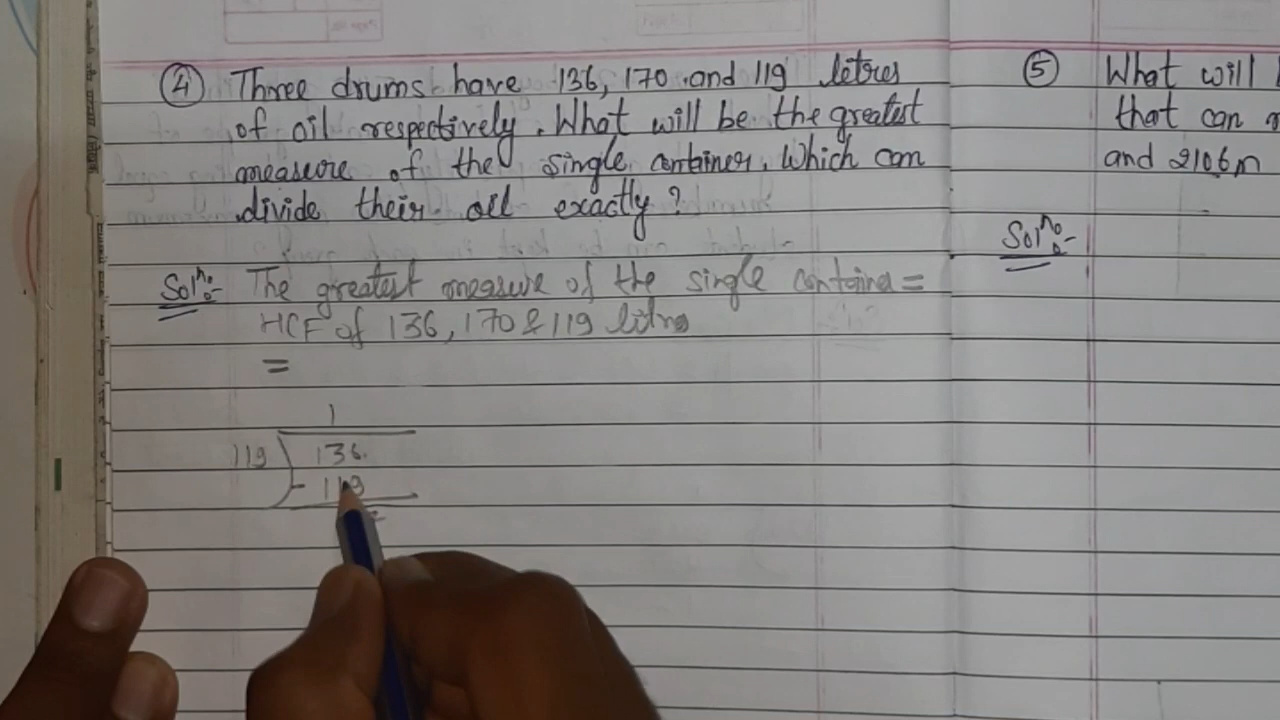 ④ Three drums have 136, 170 and 119 litres
of oil respectively. What will be the greatest
measure of the single container. Which can
divide their oil exactly?
Solⁿ:- The greatest measure of the single container =
HCF of 136, 170 & 119 litres
=
1
119 136.
- 119
⑤ What will
that can
and 2106m
Solⁿ:-